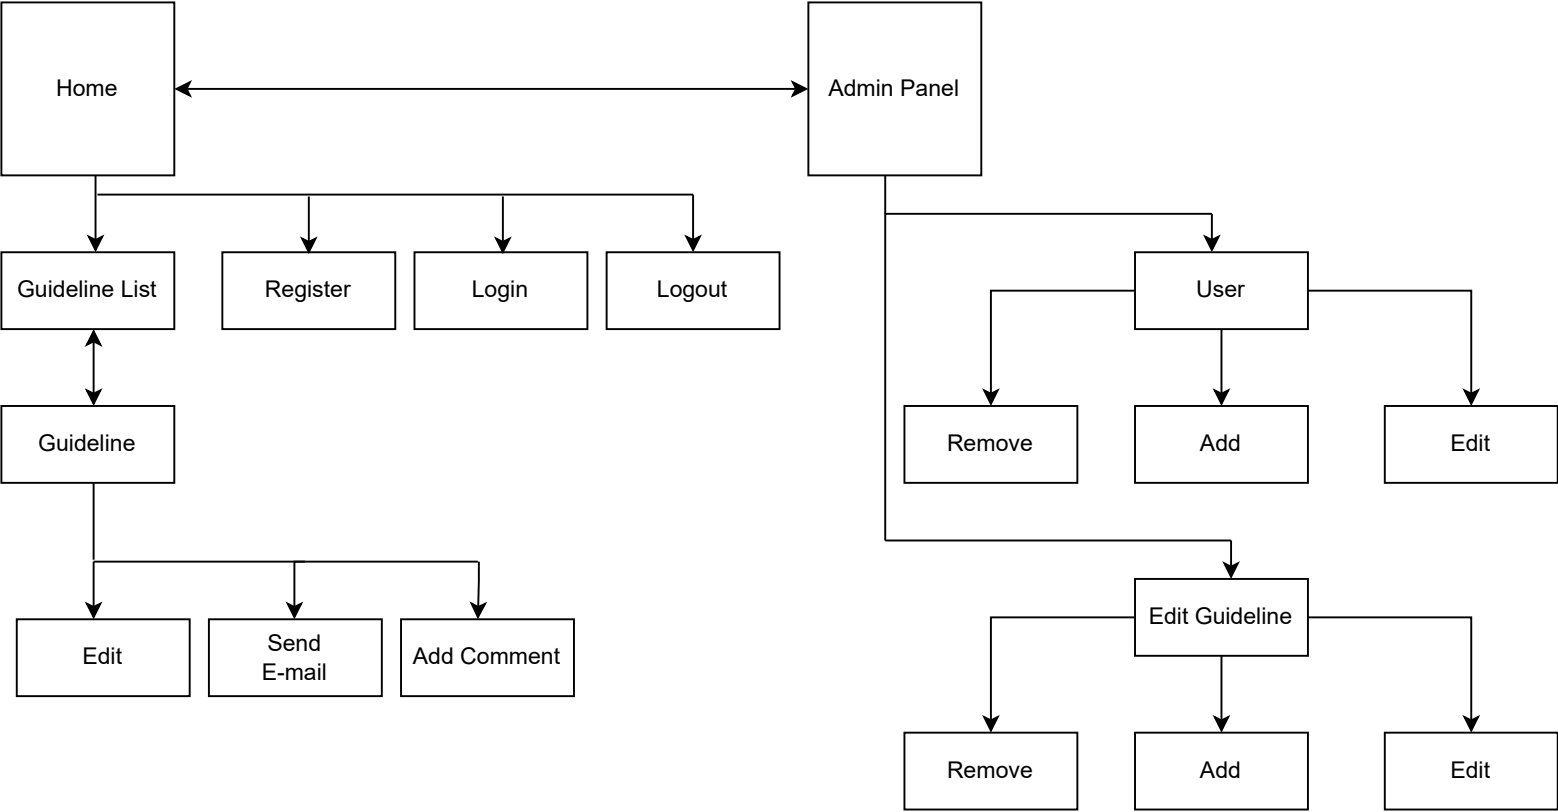 Home
Admin Panel
Guideline List
Register
Login
Logout
User
Guideline
Remove
Add
Edit
Edit Guideline
Edit
Send
E-mail
Add Comment
Remove
Add
Edit